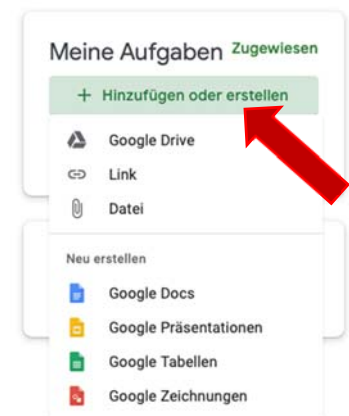 Meine Aufgaben Zugewiesen
+ Hinzufügen oder erstellen
Google Drive
Link
Datei
Neu erstellen
Google Docs
Google Präsentationen
Google Tabellen
Google Zeichnungen